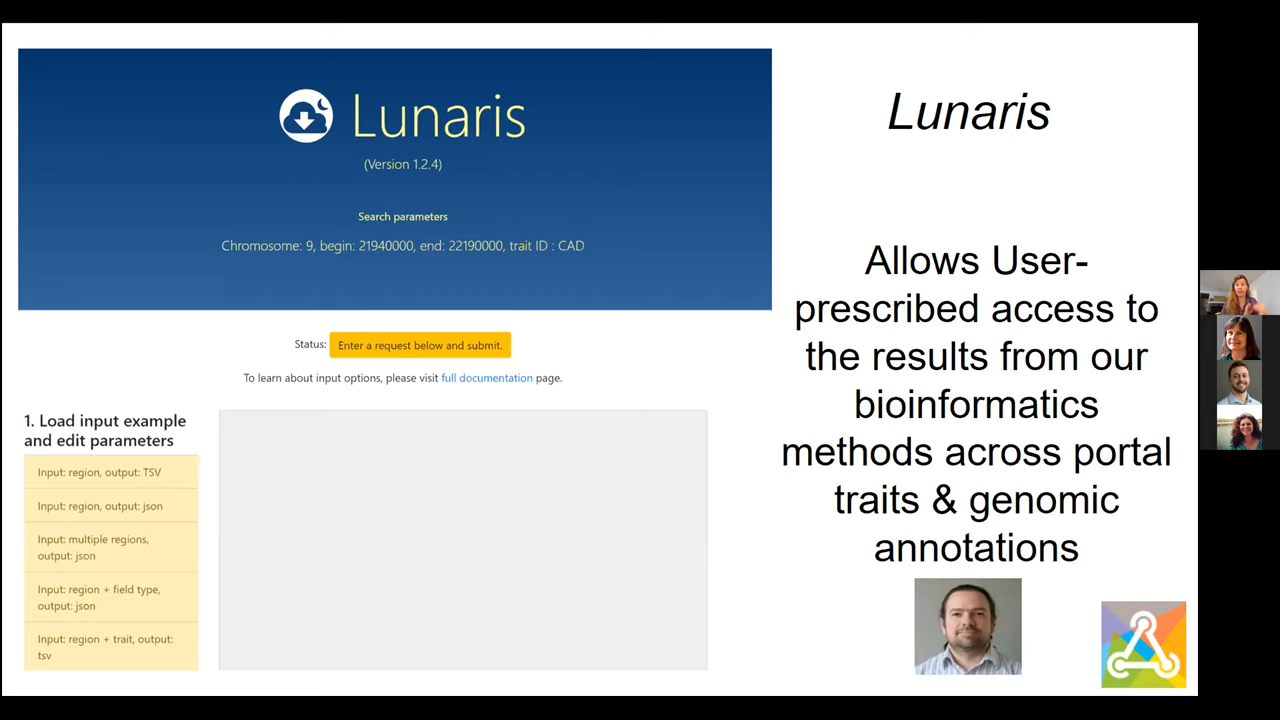 Lunaris
(Version 1.2.4)
Search parameters
Chromosome: 9, begin: 21940000, end: 22190000, trait ID : CAD
Status: Enter a request below and submit.
To learn about input options, please visit full documentation page.
1. Load input example
and edit parameters
Input: region, output: TSV
Input: region, output: json
Input: multiple regions,
output: json
Input: region + field type,
output: json
Input: region + trait, output:
tsv
Lunaris
Allows User-
prescribed access to
the results from our
bioinformatics
methods across portal
traits & genomic
annotations